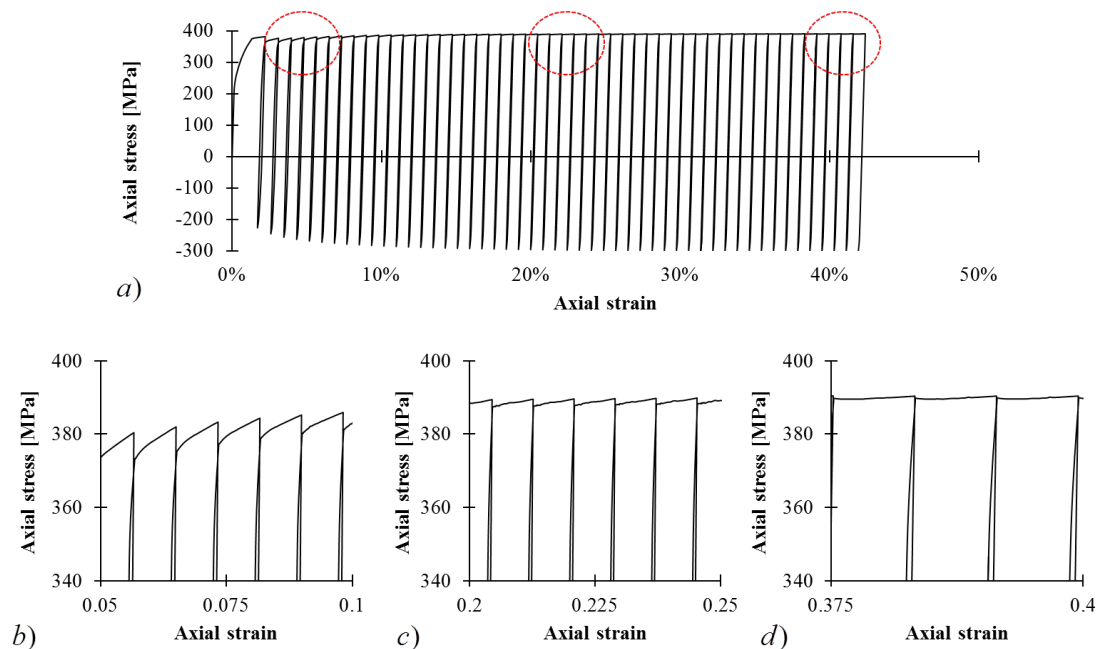 400
300
200
100
0
-100
-200
-300
Axial stress [MPa]
0% 10% 20% 30% 40% 50%
Axial strain
a)
400
380
360
340
Axial stress [MPa]
0.05 0.075 0.1
Axial strain
b)
400
380
360
340
Axial stress [MPa]
0.2 0.225 0.25
Axial strain
c)
400
380
360
340
Axial stress [MPa]
0.375 0.4
Axial strain
d)